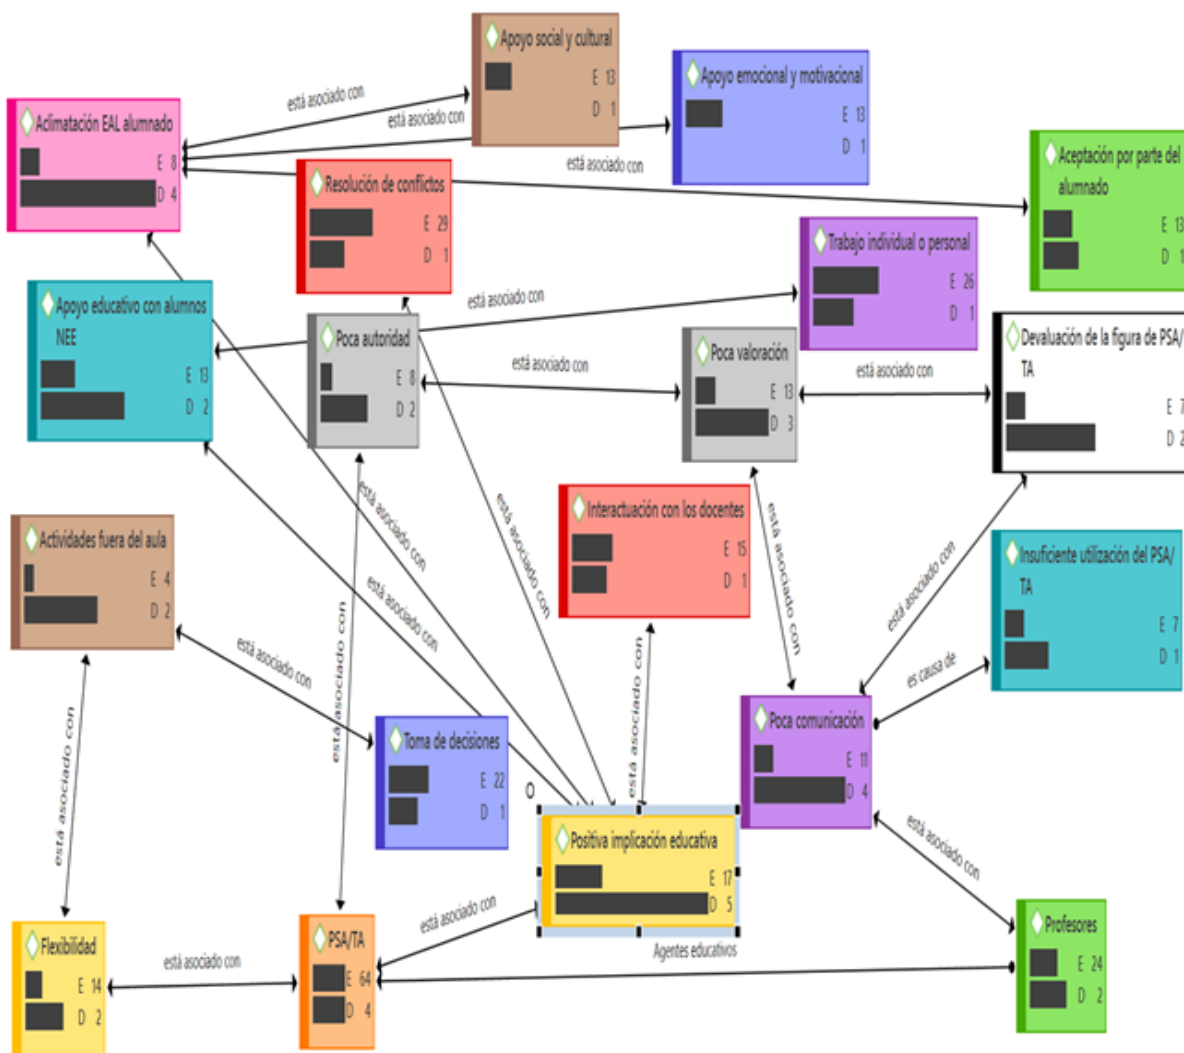 Apoyo social y cultural
E 13
D 1
Apoyo emocional y motivacional
E 13
D 1
está asociado con
está asociado con
Aclimatación EAL alumnado
E 8
D 4
está asociado con
Aceptación por parte del
alumnado
E 13
D 1
Resolución de conflictos
E 29
D 1
Trabajo individual o personal
E 26
D 1
Apoyo educativo con alumnos
NEE
E 13
D 2
está asociado con
Poca autoridad
E 8
D 2
está asociado con
Poca valoración
E 13
D 3
está asociado con
Devaluación de la figura de PSA/
TA
E 7
D 2
está asociado con
está asociado con
está asociado con
está asociado con
está asociado con
está asociado con
Interactuación con los docentes
E 15
D 1
Actividades fuera del aula
E 4
D 2
Insuficiente utilización del PSA/
TA
E 7
D 1
está asociado con
está asociado con
está asociado con
es causa de
Toma de decisiones
E 22
D 1
Poca comunicación
E 11
D 4
Positiva implicación educativa
E 17
D 5
está asociado con
está asociado con
Agentes educativos
Flexibilidad
E 14
D 2
está asociado con
PSA/TA
E 64
D 4
Profesores
E 24
D 2